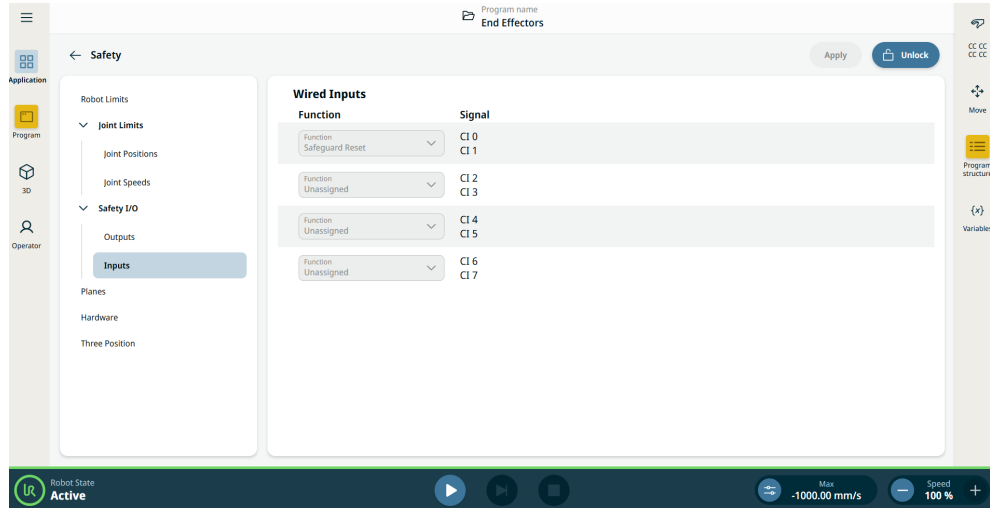 Program name
End Effectors
Application
Program
3D
Operator
Safety
Apply
Unlock
Robot Limits
Joint Limits
Joint Positions
Joint Speeds
Safety I/O
Outputs
Inputs
Planes
Hardware
Three Position
Wired Inputs
Function Signal
Function
Safeguard Reset
CI 0
CI 1
Function
Unassigned
CI 2
CI 3
Function
Unassigned
CI 4
CI 5
Function
Unassigned
CI 6
CI 7
CC CC
CC CC
Move
Program
structure
{x}
Variables
UR
Robot State
Active
Max
-1000.00 mm/s
Speed
100 %